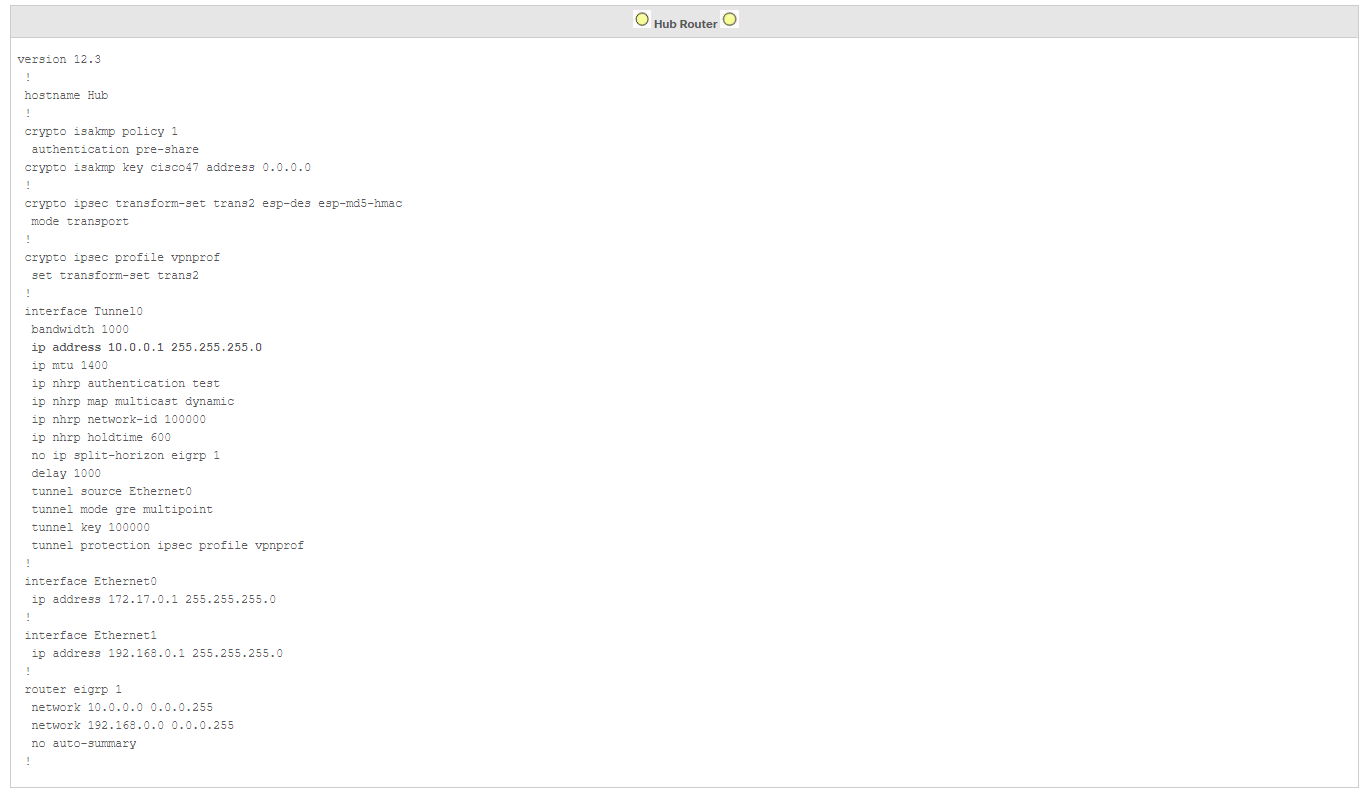 Hub Router
version 12.3
!
hostname Hub
!
crypto isakmp policy 1
authentication pre-share
crypto isakmp key cisco47 address 0.0.0.0
!
crypto ipsec transform-set trans2 esp-des esp-md5-hmac
mode transport
!
crypto ipsec profile vpnprof
set transform-set trans2
!
interface Tunnel0
bandwidth 1000
ip address 10.0.0.1 255.255.255.0
ip mtu 1400
ip nhrp authentication test
ip nhrp map multicast dynamic
ip nhrp network-id 100000
ip nhrp holdtime 600
no ip split-horizon eigrp 1
delay 1000
tunnel source Ethernet0
tunnel mode gre multipoint
tunnel key 100000
tunnel protection ipsec profile vpnprof
!
interface Ethernet0
ip address 172.17.0.1 255.255.255.0
!
interface Ethernet1
ip address 192.168.0.1 255.255.255.0
!
router eigrp 1
network 10.0.0.0 0.0.0.255
network 192.168.0.0 0.0.0.255
no auto-summary
!